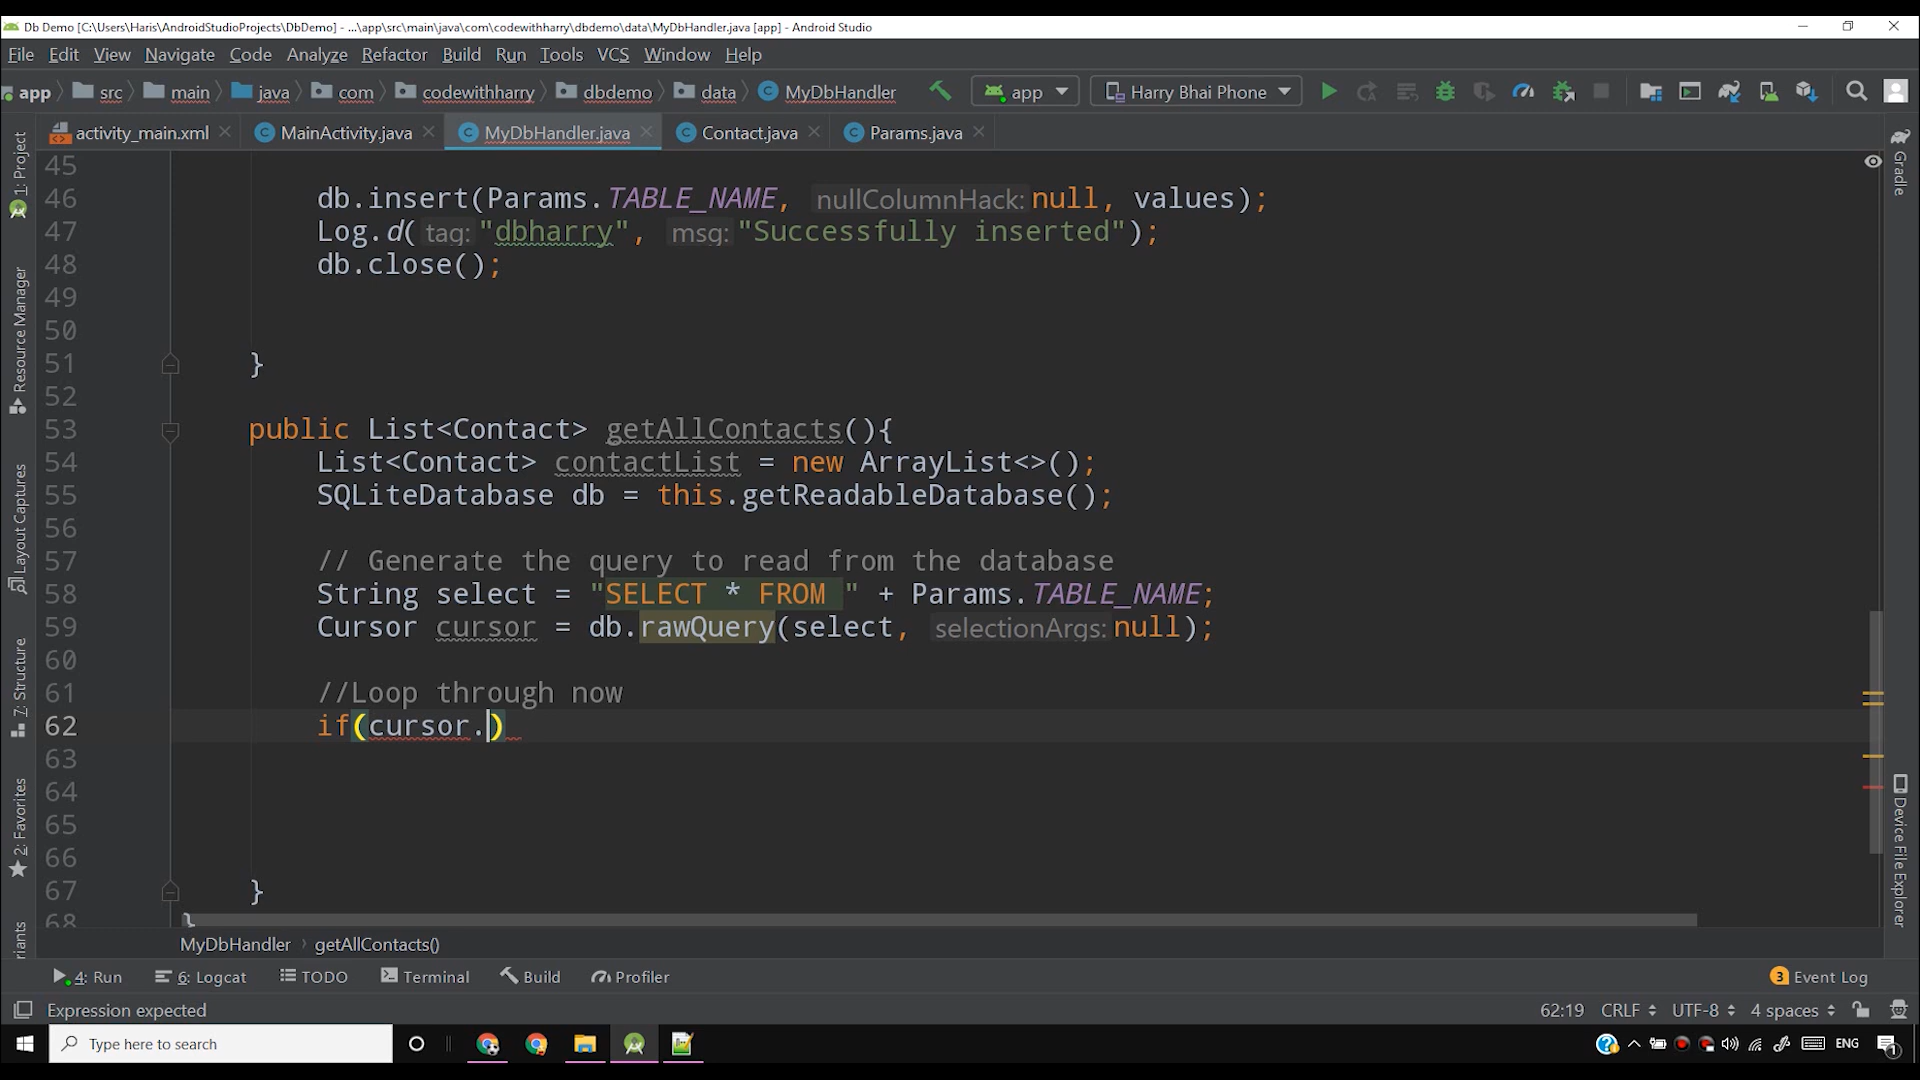 Db Demo [C:\Users\Haris\AndroidStudioProjects\DbDemo] - ...\app\src\main\java\com\codewithharry\dbdemo\data\MyDbHandler.java [app] - Android Studio
File Edit View Navigate Code Analyze Refactor Build Run Tools VCS Window Help
app src main java com codewithharry dbdemo data MyDbHandler app Harry Bhai Phone
activity_main.xml MainActivity.java MyDbHandler.java Contact.java Params.java
1: Project
Resource Manager
Layout Captures
7: Structure
2: Favorites
riants
Gradle
Device File Explorer
45
46 db.insert(Params.TABLE_NAME, nullColumnHack: null, values);
47 Log.d( tag: "dbharry", msg: "Successfully inserted");
48 db.close();
49
50
51 }
52
53 public List<Contact> getAllContacts(){
54 List<Contact> contactList = new ArrayList<>();
55 SQLiteDatabase db = this.getReadableDatabase();
56
57 // Generate the query to read from the database
58 String select = "SELECT * FROM " + Params.TABLE_NAME;
59 Cursor cursor = db.rawQuery(select, selectionArgs: null);
60
61 //Loop through now
62 if(cursor.)
63
64
65
66
67 }
68 }
MyDbHandler getAllContacts()
4: Run 6: Logcat TODO Terminal Build Profiler 3 Event Log
Expression expected 62:19 CRLF UTF-8 4 spaces
Type here to search ENG 1